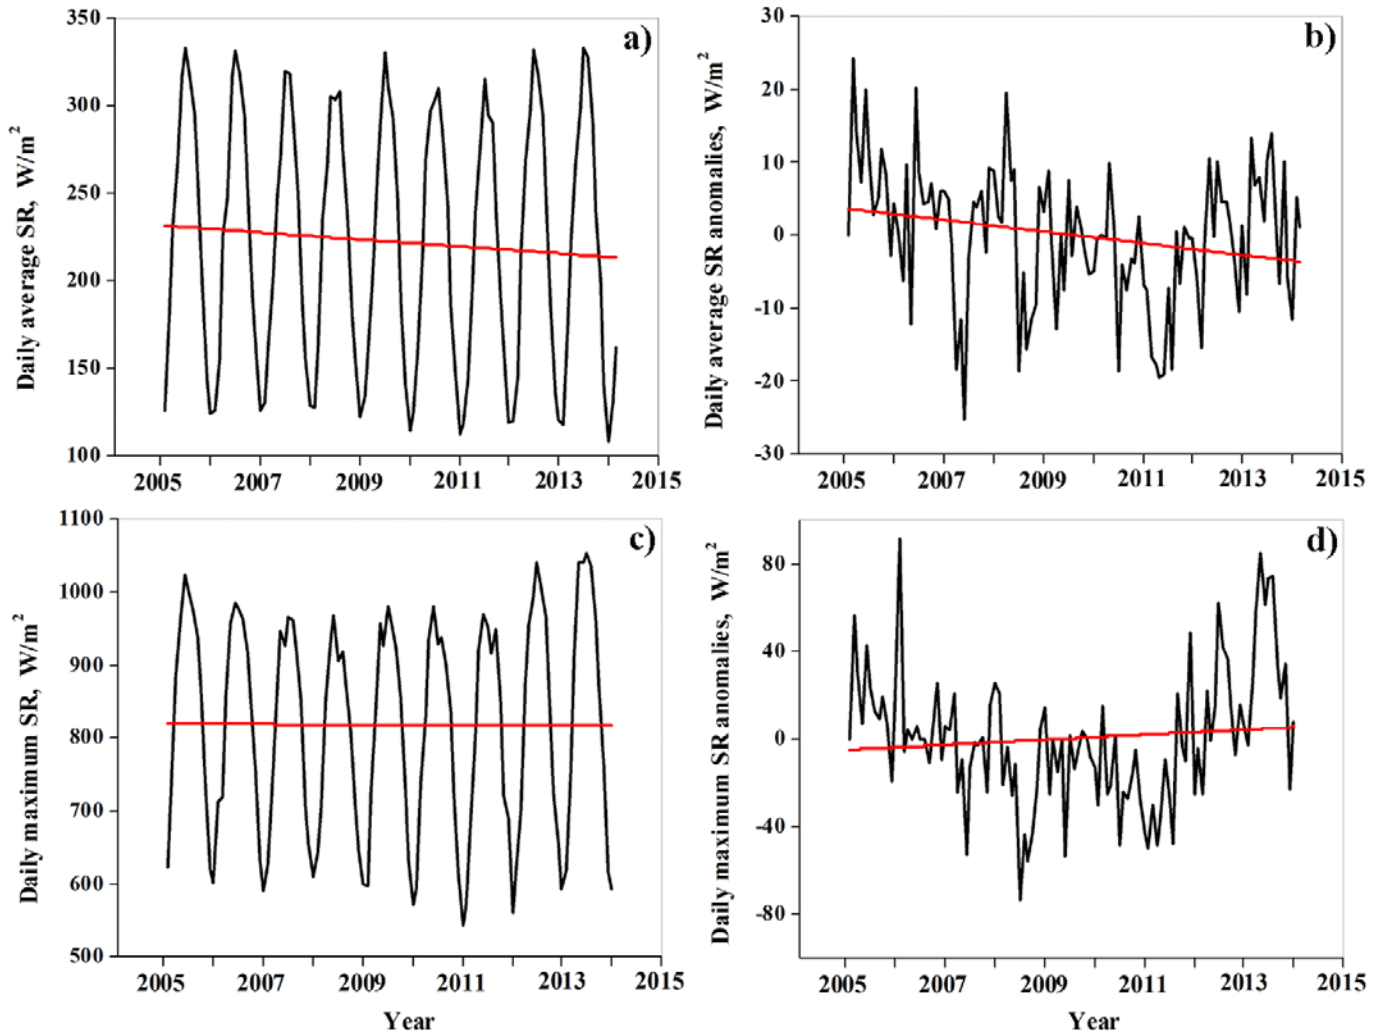 a)
Daily average SR, W/m²
350
300
250
200
150
100
2005 2007 2009 2011 2013 2015
b)
Daily average SR anomalies, W/m²
30
20
10
0
-10
-20
-30
2005 2007 2009 2011 2013 2015
c)
Daily maximum SR, W/m²
1100
1000
900
800
700
600
500
2005 2007 2009 2011 2013 2015
Year
d)
Daily maximum SR anomalies, W/m²
80
40
0
-40
-80
2005 2007 2009 2011 2013 2015
Year